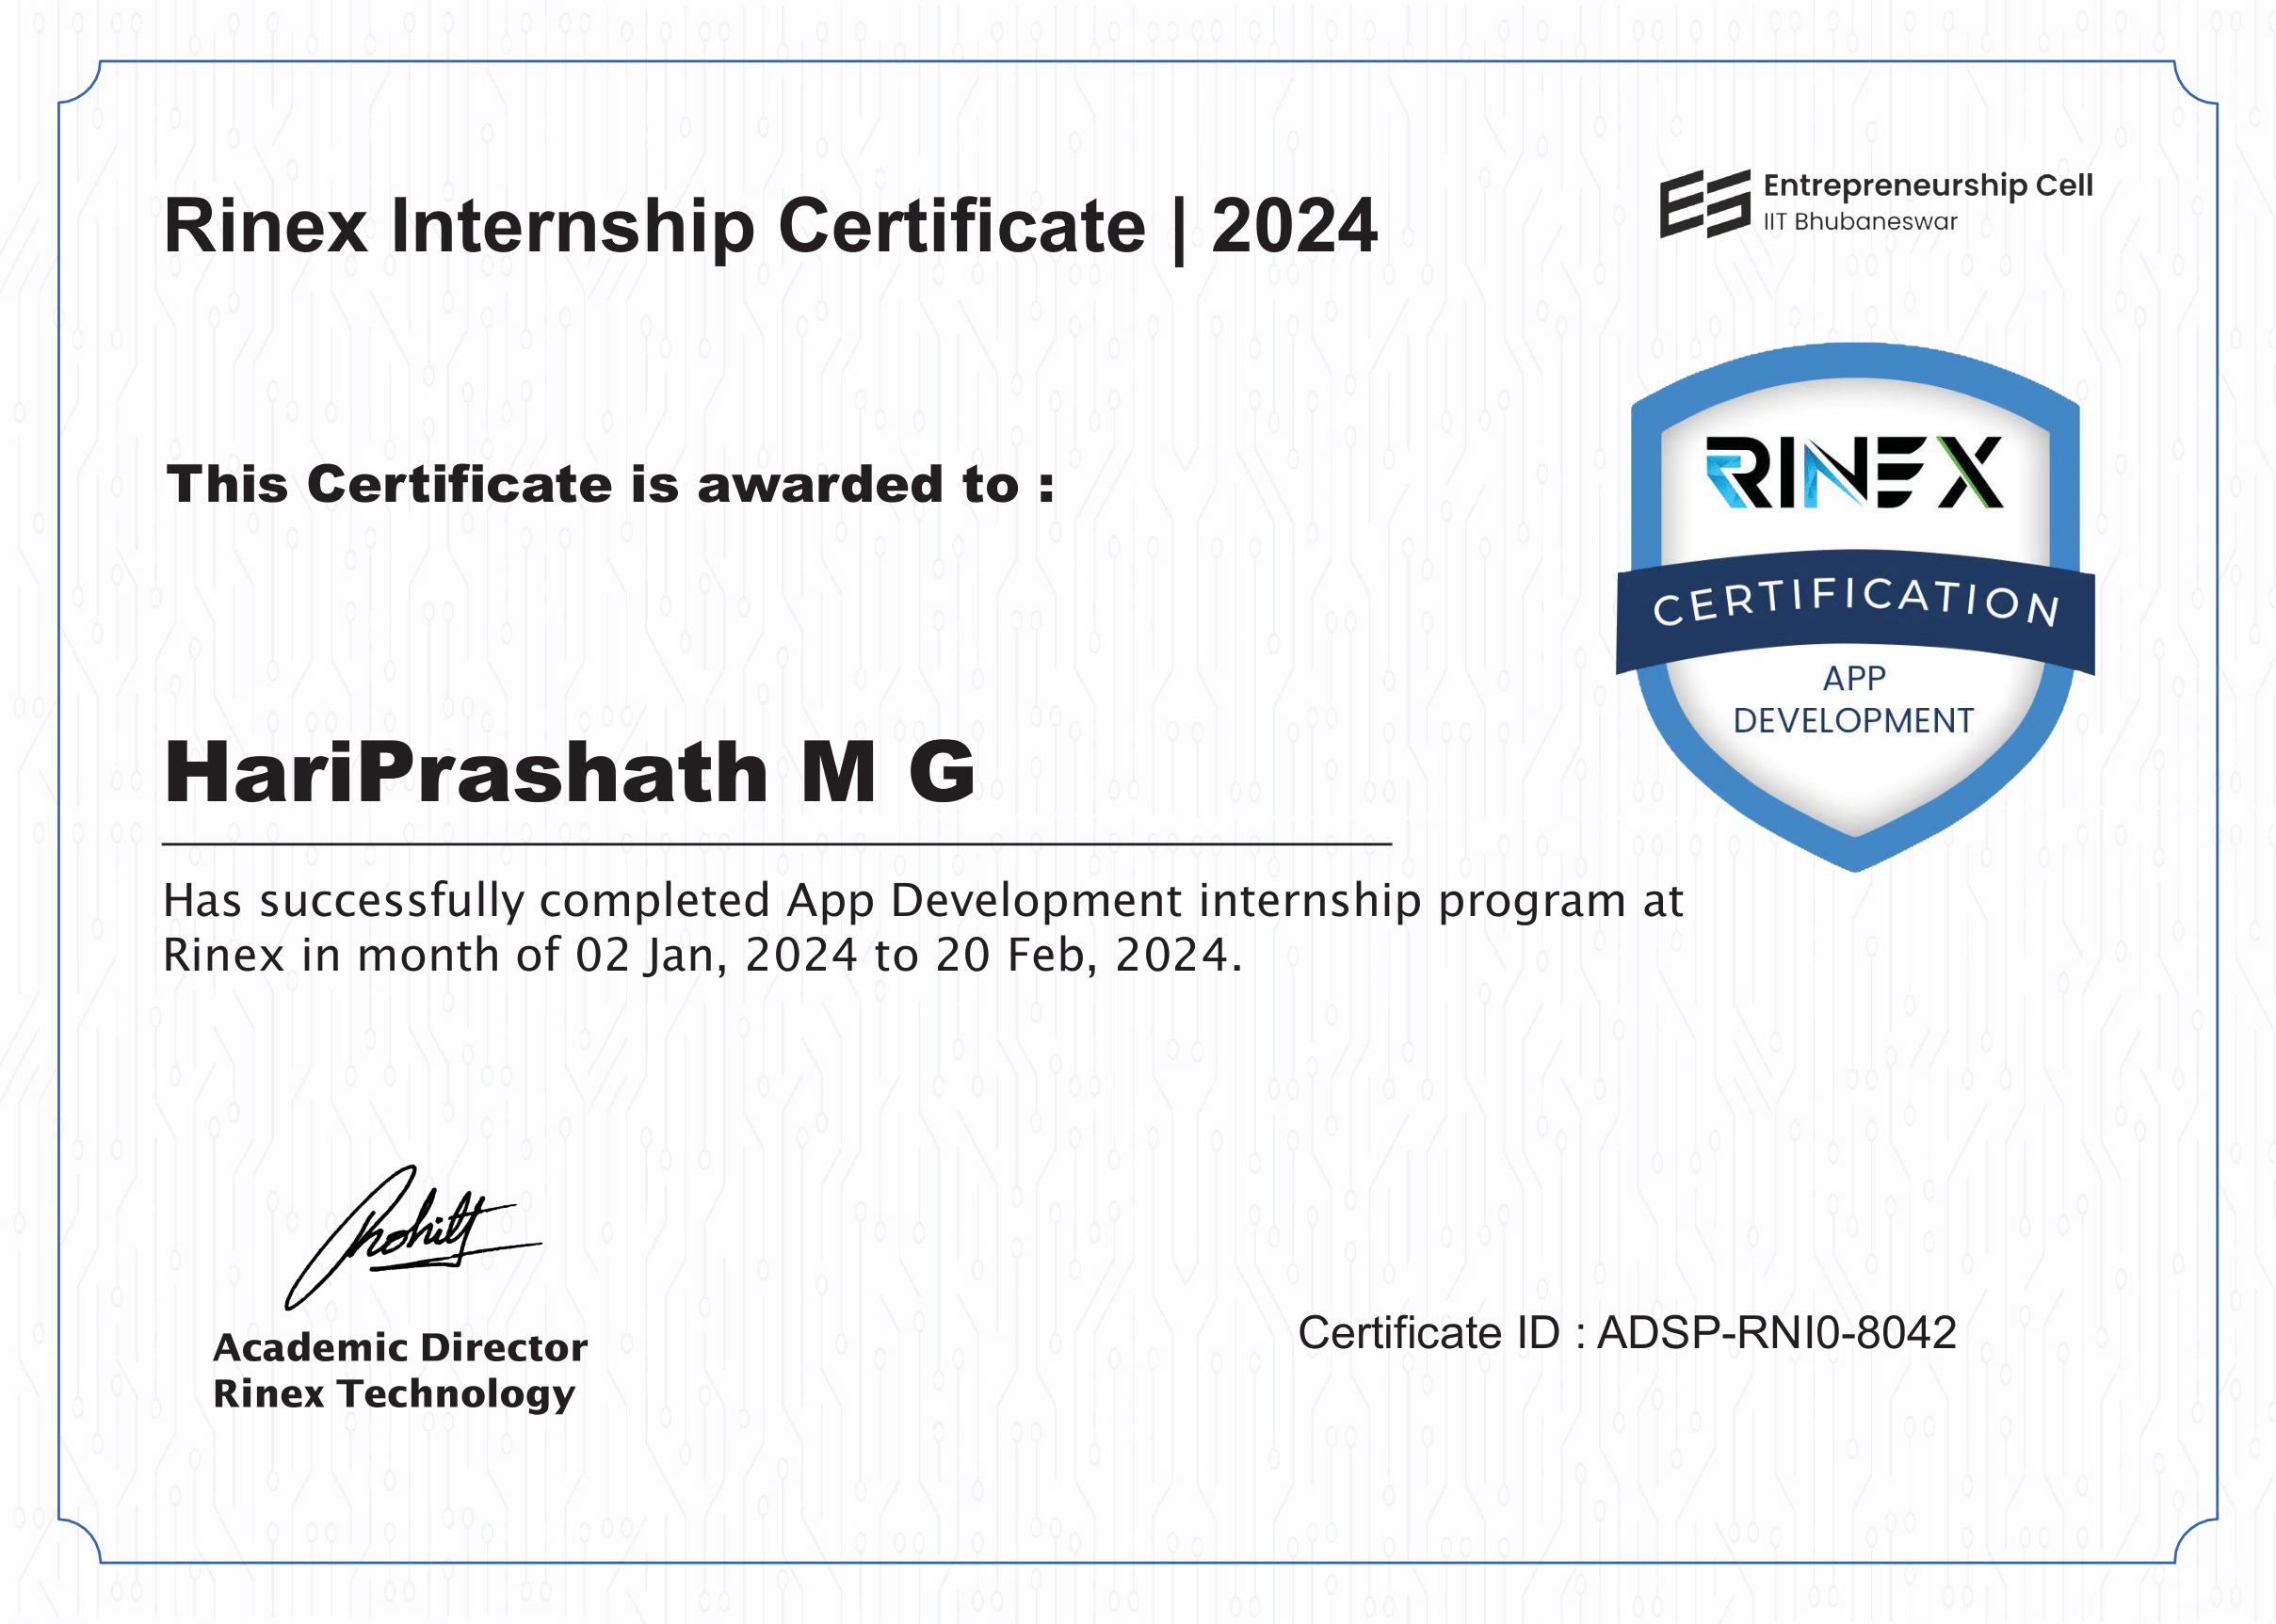 Rinex Internship Certificate | 2024
Entrepreneurship Cell
IIT Bhubaneswar
This Certificate is awarded to :
RINEX
CERTIFICATION
APP
DEVELOPMENT
HariPrashath M G
Has successfully completed App Development internship program at
Rinex in month of 02 Jan, 2024 to 20 Feb, 2024.
Academic Director
Rinex Technology
Certificate ID : ADSP-RNI0-8042